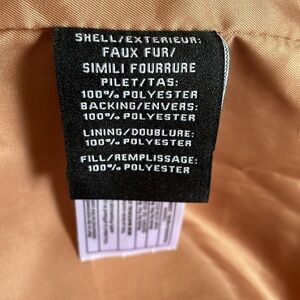 SHELL/EXTERIEUR:
FAUX FUR/
SIMILI FOURRURE
PILET/TAS:
100% POLYESTER
BACKING/ENVERS:
100% POLYESTER
LINING/DOUBLURE:
100% POLYESTER
FILL/REMPLISSAGE:
100% POLYESTER